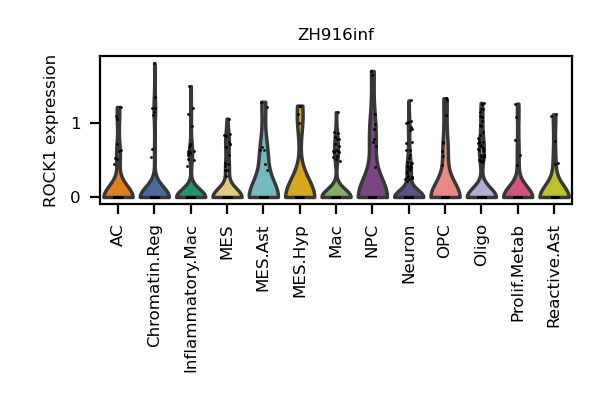 ZH916inf
ROCK1 expression
1
0
AC
Chromatin.Reg
Inflammatory.Mac
MES
MES.Ast
MES.Hyp
Mac
NPC
Neuron
OPC
Oligo
Prolif.Metab
Reactive.Ast